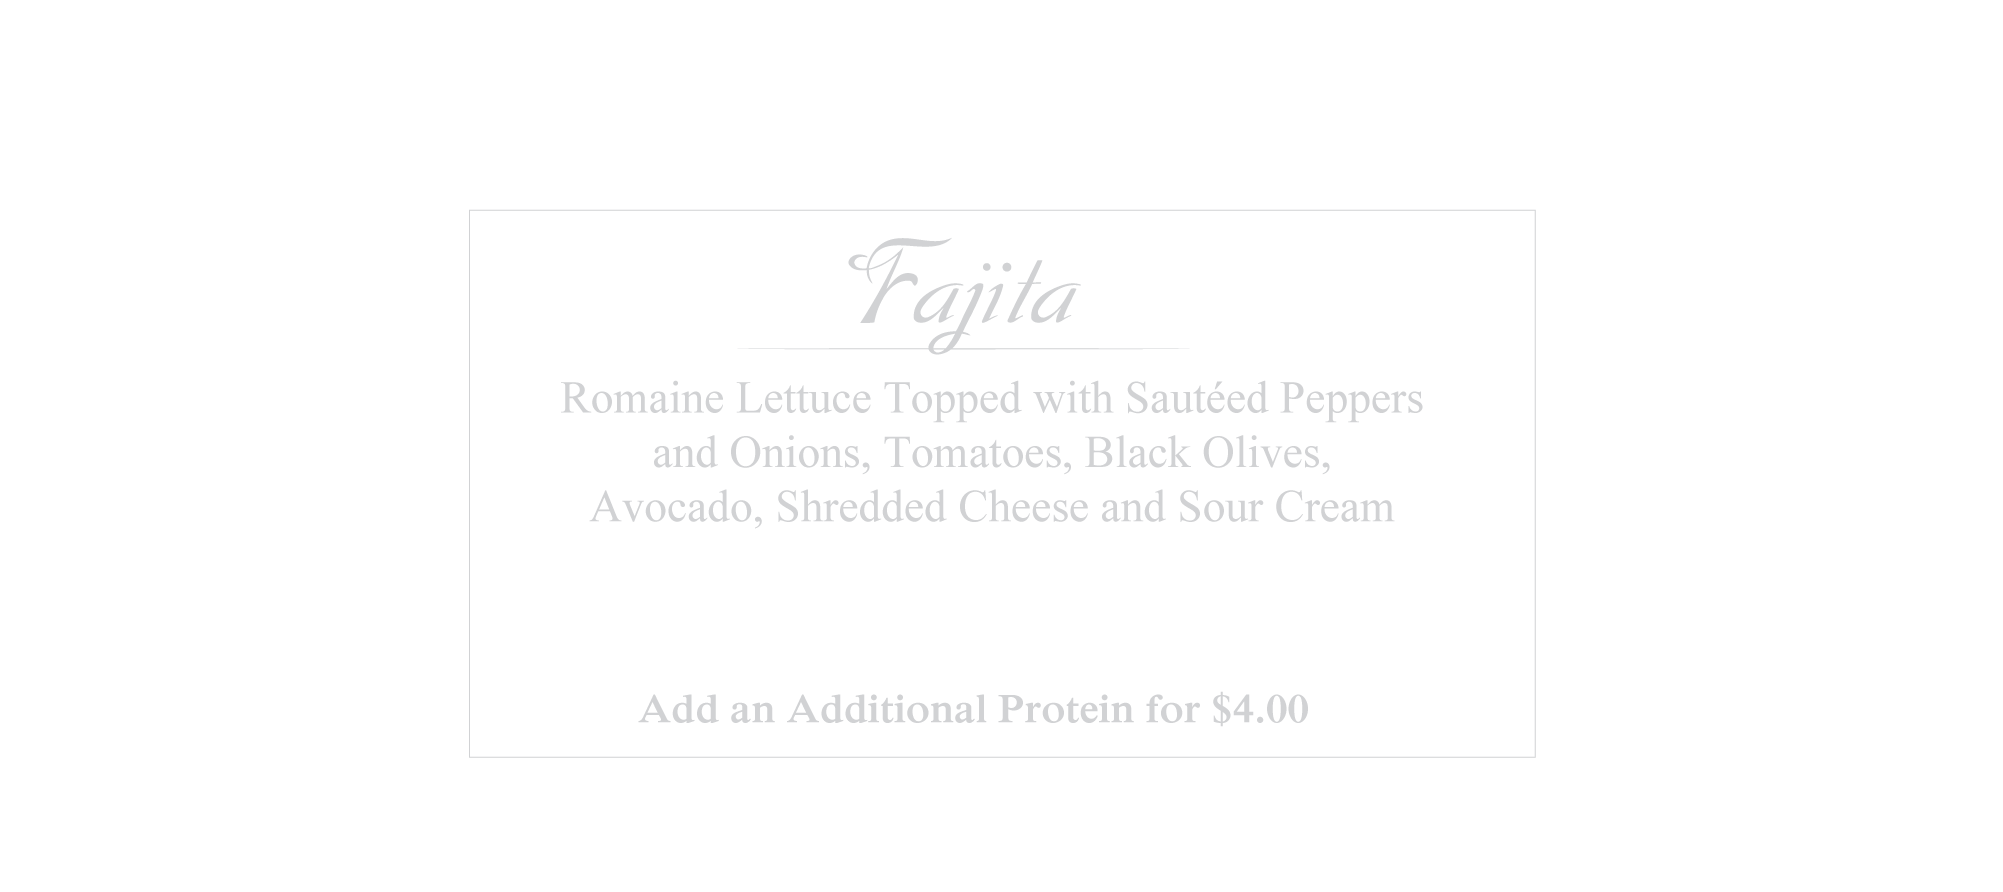 Fajita
Romaine Lettuce Topped with Sautéed Peppers
and Onions, Tomatoes, Black Olives,
Avocado, Shredded Cheese and Sour Cream
Add an Additional Protein for $4.00